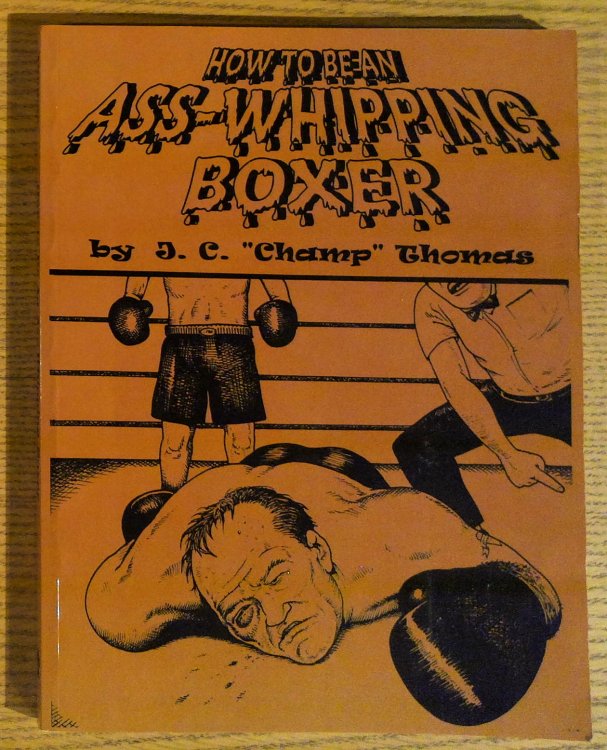 HOW TO BE AN
ASS-WHIPPING
BOXER
by J. C. "Champ" Thomas